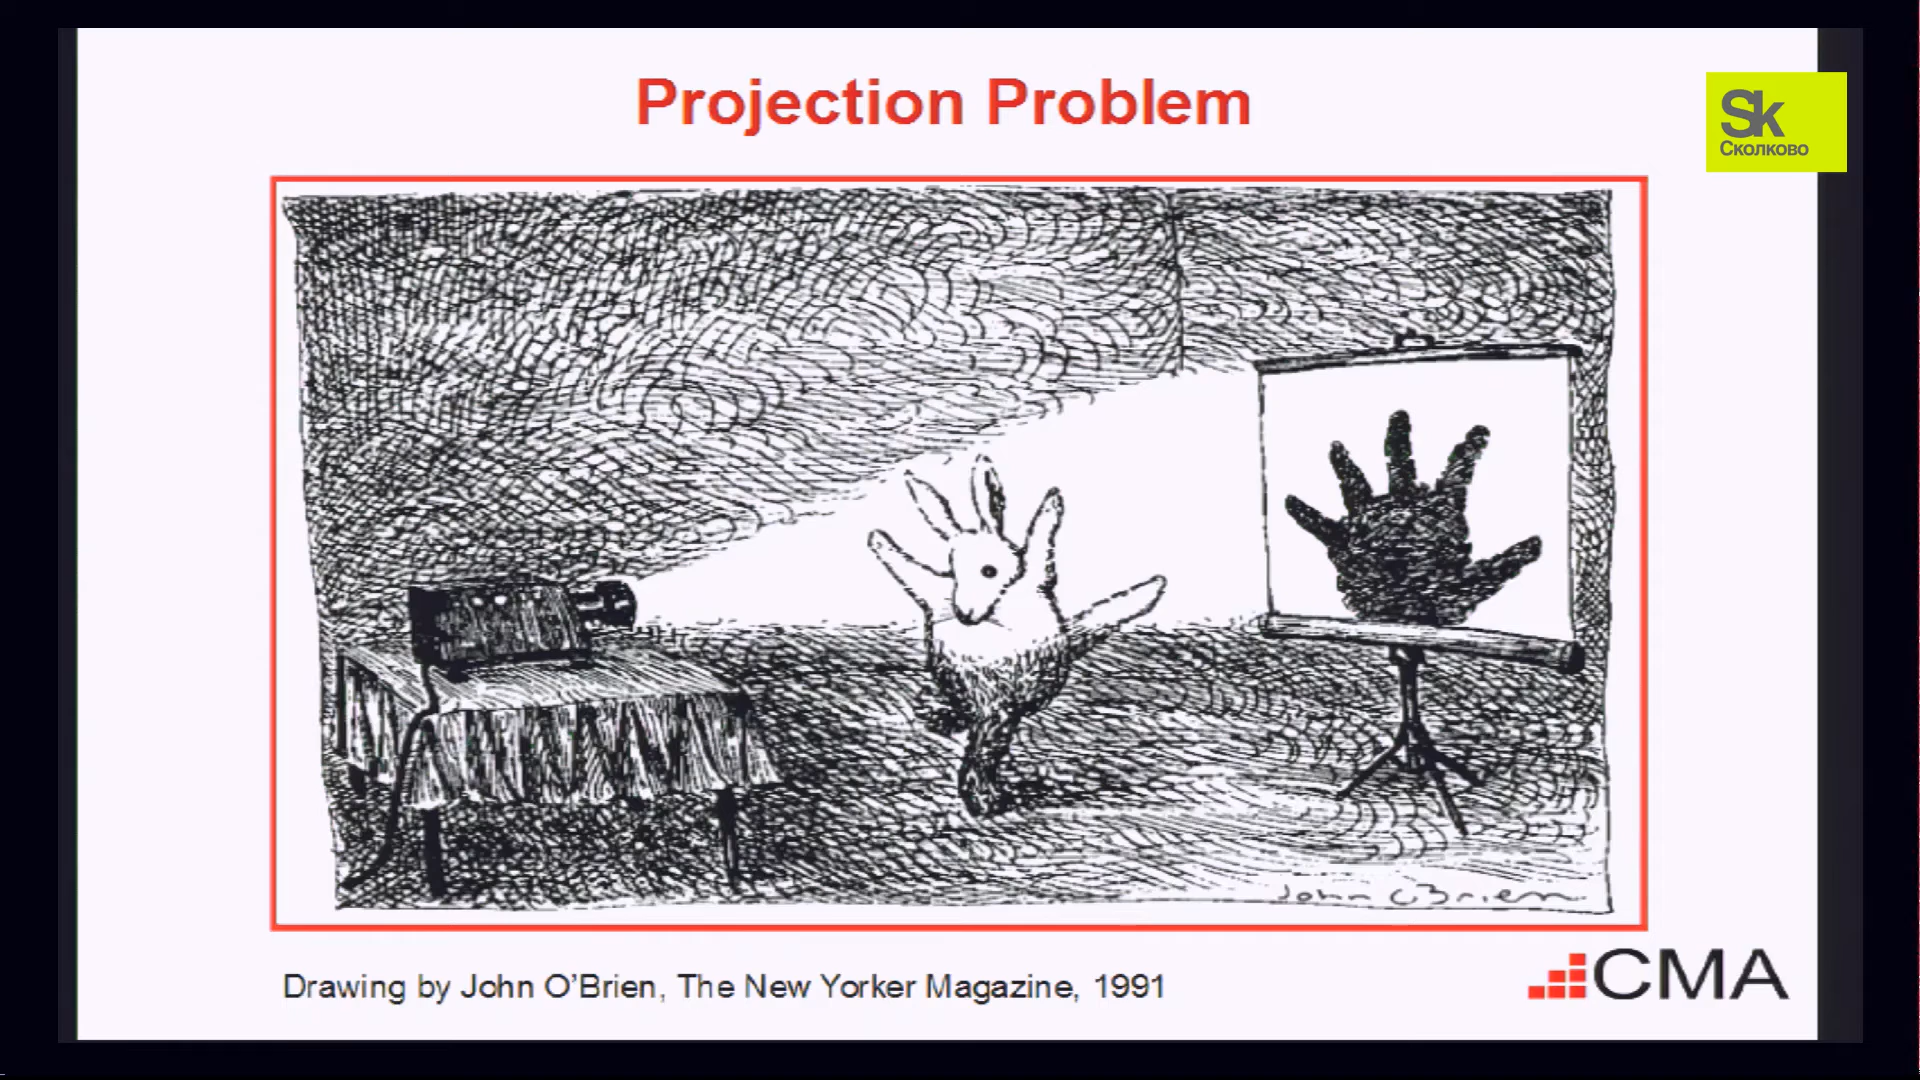 Projection Problem
Sk
Сколково
John O'Brien
Drawing by John O’Brien, The New Yorker Magazine, 1991
CMA